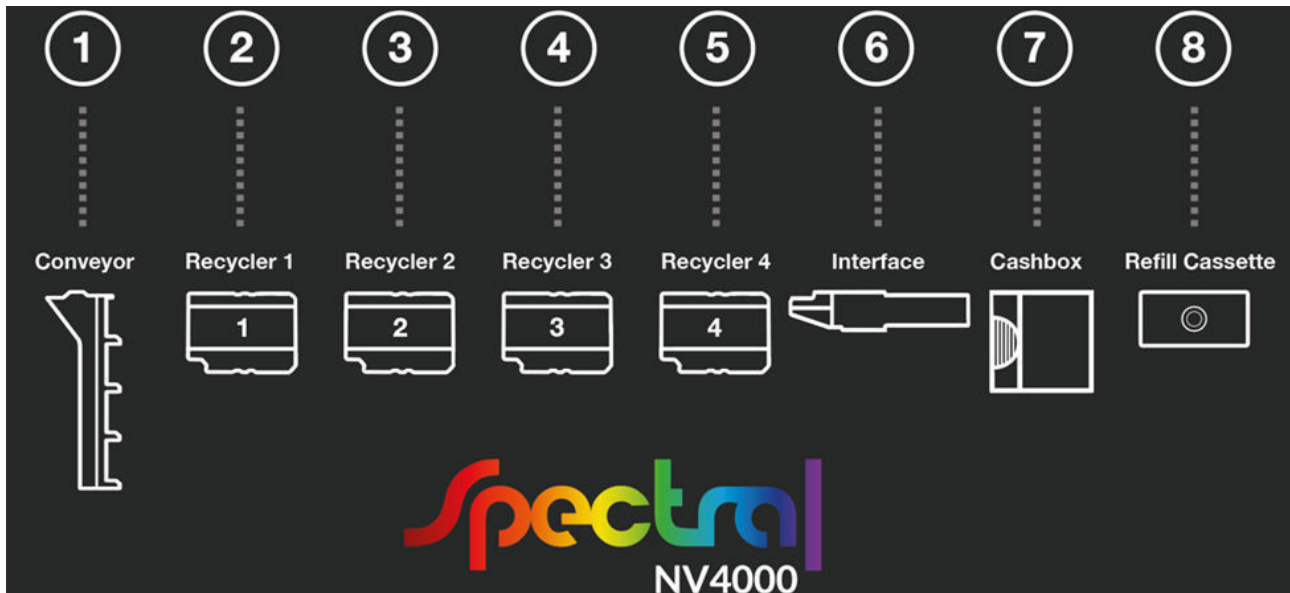 1 2 3 4 5 6 7 8
Conveyor Recycler 1 Recycler 2 Recycler 3 Recycler 4 Interface Cashbox Refill Cassette
1 2 3 4
Spectral
NV4000